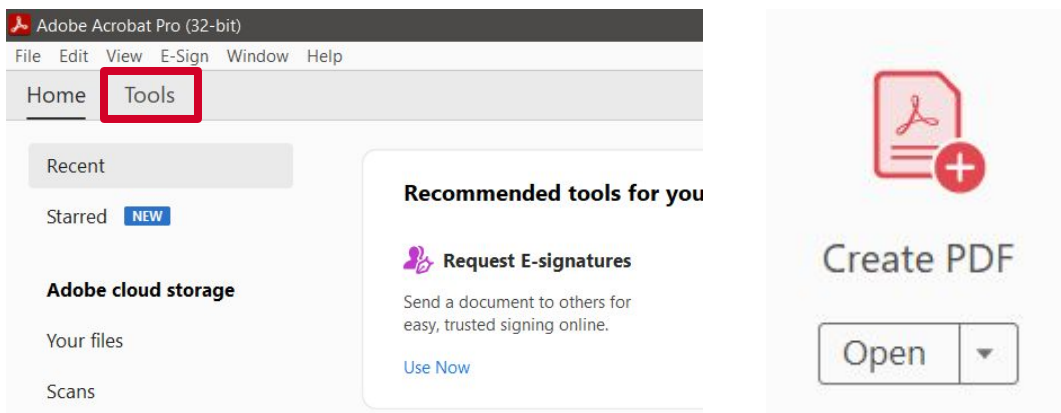 Adobe Acrobat Pro (32-bit)
File Edit View E-Sign Window Help
Home Tools
Recent
Starred NEW
Adobe cloud storage
Your files
Scans
Recommended tools for you
Request E-signatures
Send a document to others for
easy, trusted signing online.
Use Now
Create PDF
Open